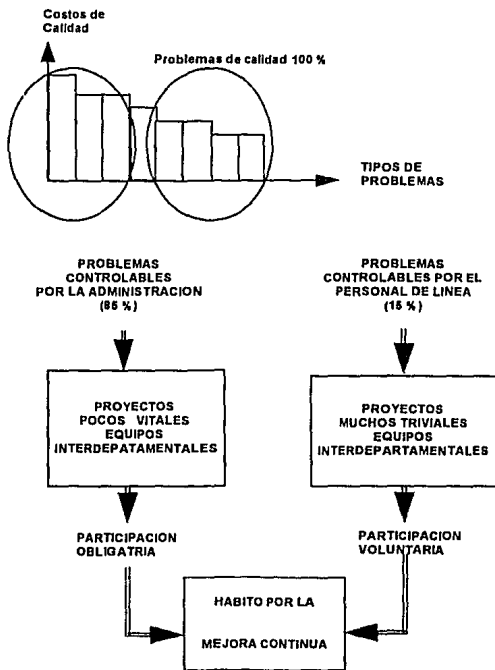 Costos de
Calidad
Problemas de calidad 100 %
TIPOS DE
PROBLEMAS
PROBLEMAS
CONTROLABLES
POR LA ADMINISTRACION
(85 %)
PROBLEMAS
CONTROLABLES POR EL
PERSONAL DE LINEA
(15 %)
PROYECTOS
POCOS VITALES
EQUIPOS
INTERDEPATAMENTALES
PROYECTOS
MUCHOS TRIVIALES
EQUIPOS
INTERDEPARTAMENTALES
PARTICIPACION
OBLIGATRIA
PARTICIPACION
VOLUNTARIA
HABITO POR LA
MEJORA CONTINUA